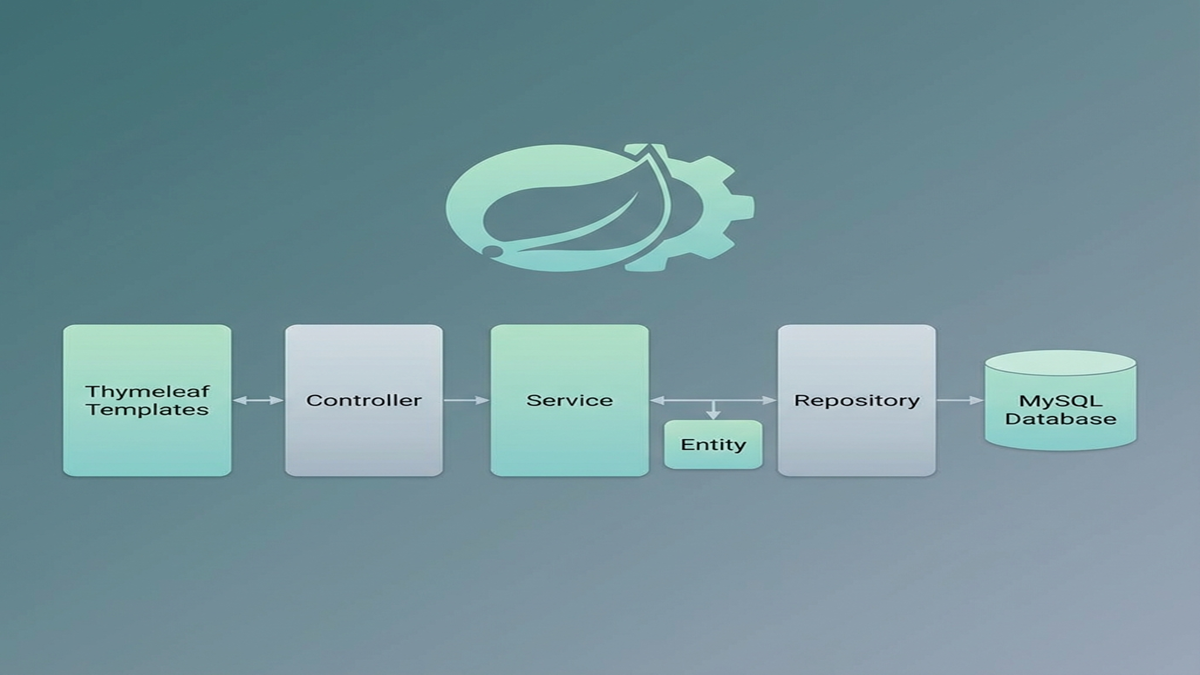 Thymeleaf
Templates
Controller
Service
Entity
Repository
MySQL
Database